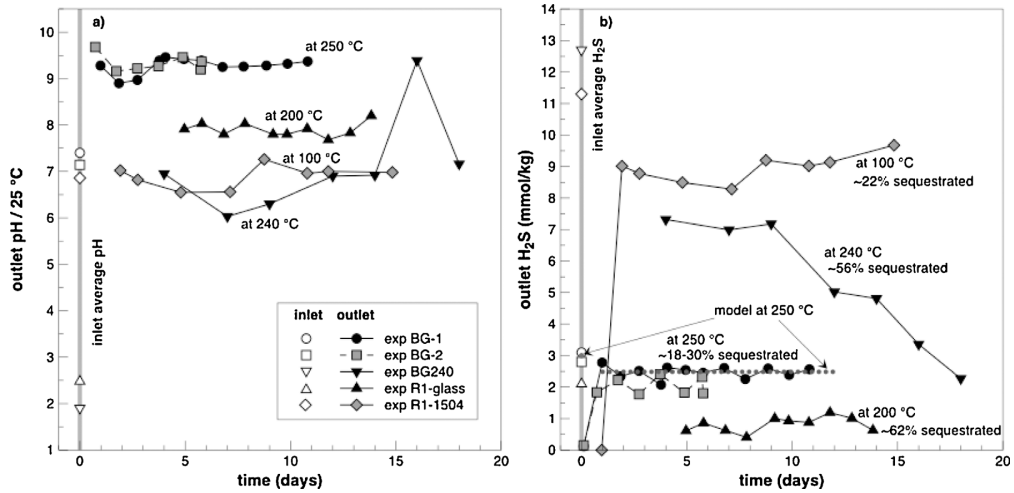 a)
at 250 °C
at 200 °C
at 100 °C
at 240 °C
inlet average pH
outlet pH / 25 °C
10
9
8
7
6
5
4
3
2
1
0
5
10
15
20
time (days)
inlet outlet
exp BG-1
exp BG-2
exp BG240
exp R1-glass
exp R1-1504
b)
inlet average H2S
outlet H2S (mmol/kg)
14
13
12
11
10
9
8
7
6
5
4
3
2
1
0
at 100 °C
~22% sequestrated
at 240 °C
~56% sequestrated
model at 250 °C
at 250 °C
~18-30% sequestrated
at 200 °C
~62% sequestrated
0
5
10
15
20
time (days)